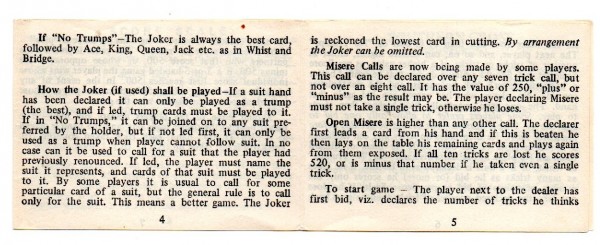 If "No Trumps"—The Joker is always the best card,
followed by Ace, King, Queen, Jack etc. as in Whist and
Bridge.
How the Joker (if used) shall be played—If a suit hand
has been declared it can only be played as a trump
(the best), and if led, trump cards must be played to it.
If in "No Trumps," it can be joined on to any suit pre-
ferred by the holder, but if not led first, it can only be
used as a trump when player cannot follow suit. In no
case can it be used to call for a suit that the player had
previously renounced. If led, the player must name the
suit it represents, and cards of that suit must be played
to it. By some players it is usual to call for some
particular card of a suit, but the general rule is to call
only for the suit. This means a better game. The Joker
4
is reckoned the lowest card in cutting. By arrangement
the Joker can be omitted.
Misere Calls are now being made by some players.
This call can be declared over any seven trick call, but
not over an eight call. It has the value of 250, "plus" or
"minus" as the result may be. The player declaring Misere
must not take a single trick, otherwise he loses.
Open Misere is higher than any other call. The declarer
first leads a card from his hand and if this is beaten he
then lays on the table his remaining cards and plays again
from them exposed. If all ten tricks are lost he scores
520, or is minus that number if he taken even a single
trick.
To start game – The player next to the dealer has
first bid, viz. declares the number of tricks he thinks
5